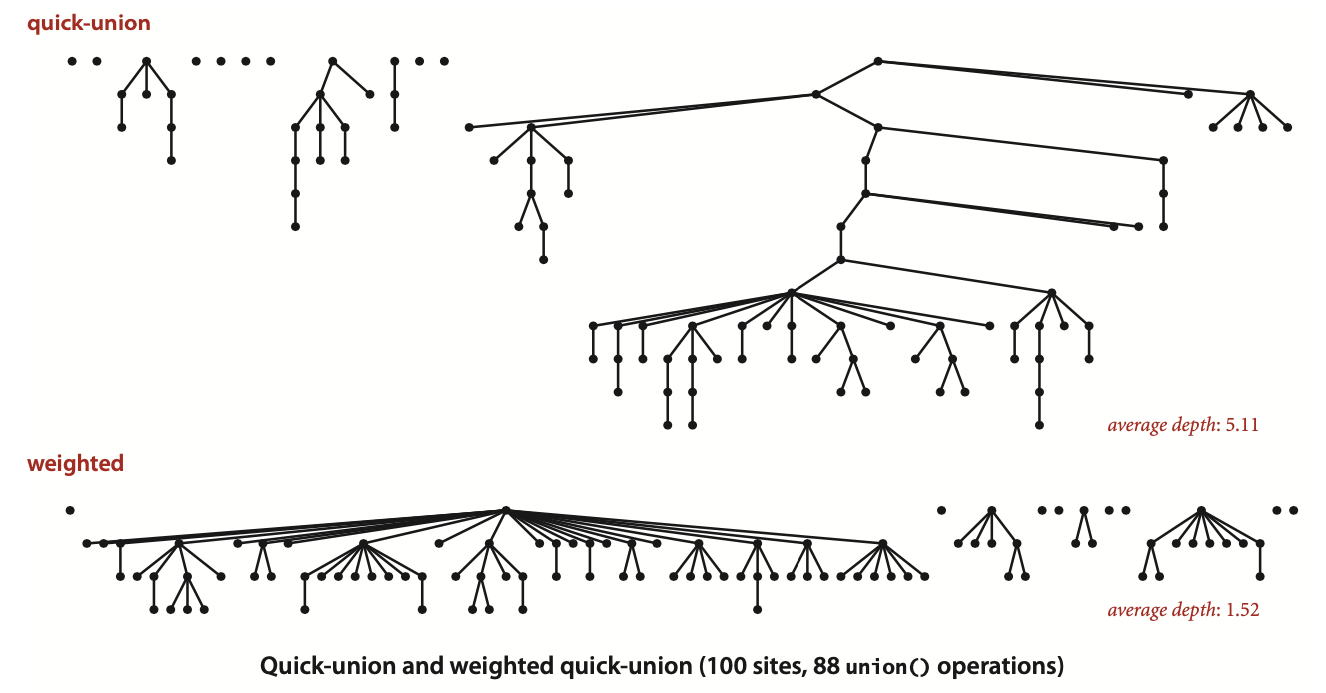 quick-union
average depth: 5.11
weighted
average depth: 1.52
Quick-union and weighted quick-union (100 sites, 88 union() operations)